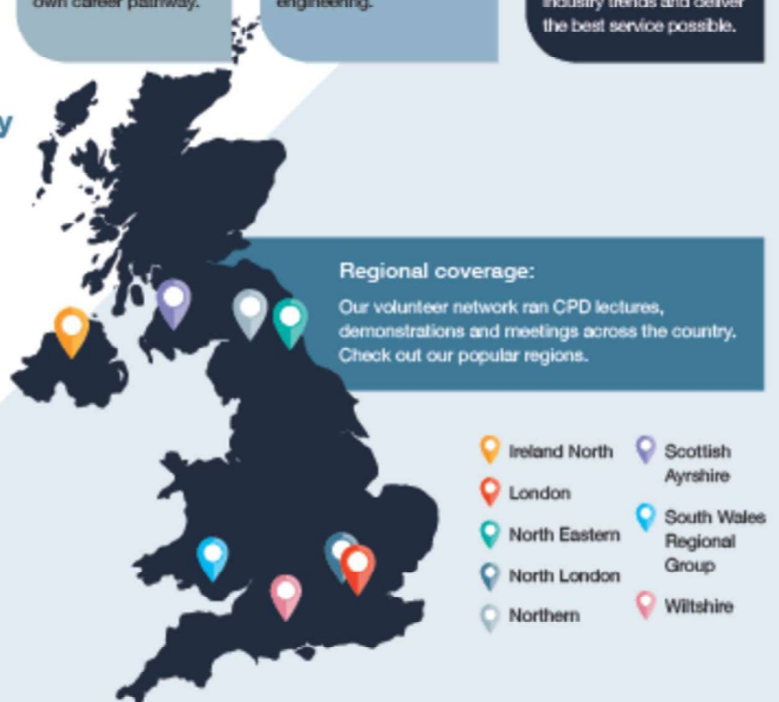 own career pathway.
engineering.
industry trends and deliver
the best service possible.
y
Regional coverage:
Our volunteer network ran CPD lectures,
demonstrations and meetings across the country.
Check out our popular regions.
Ireland North
London
North Eastern
North London
Northern
Scottish
Ayrshire
South Wales
Regional
Group
Wiltshire